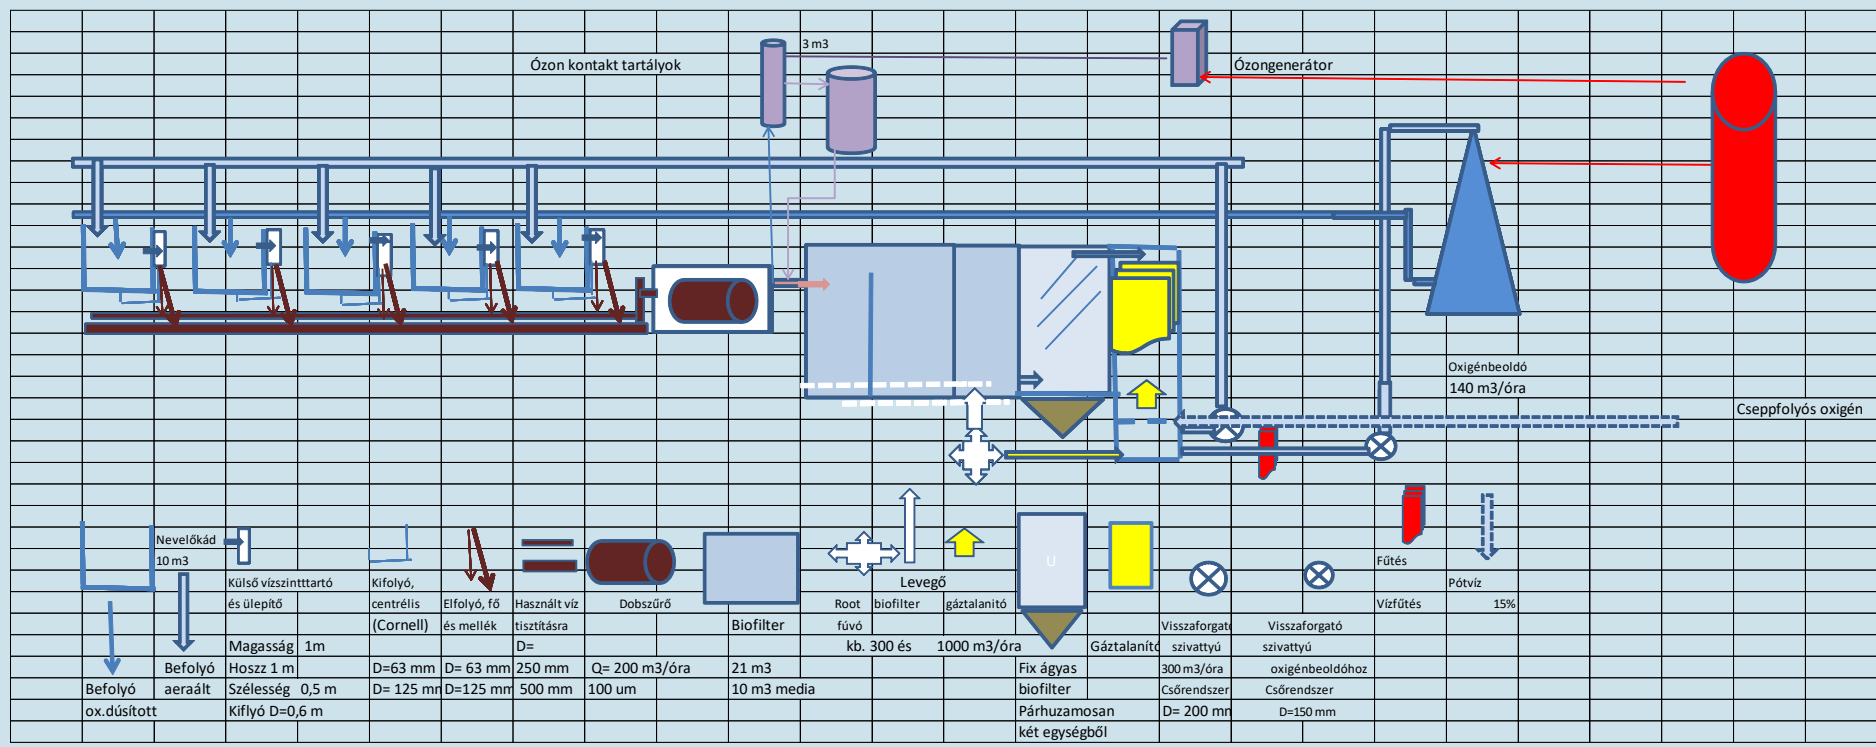 3 m3
Ózon kontakt tartályok
Ózongenerátor
Oxigénbeoldó
140 m3/óra
Cseppfolyós oxigén
Nevelőkád
10 m3
U
Fűtés
Levegő
Pótvíz
Külső vízszinttartó
Kifolyó,
és ülepítő
centrélis
Elfolyó, fő
Használt víz
Dobszűrő
Root
biofilter
gáztalanitó
Vízfűtés
15%
(Cornell)
és mellék
tisztításra
Biofilter
fúvó
Visszaforgató
Visszaforgató
Magasság 1m
D=
kb. 300 és
1000 m3/óra
Gáztalanító
szivattyú
szivattyú
Befolyó
Hossz 1 m
D=63 mm
D= 63 mm
250 mm
Q= 200 m3/óra
21 m3
Fix ágyas
300 m3/óra
oxigénbeoldóhoz
Befolyó
aeraált
Szélesség 0,5 m
D= 125 mm
D=125 mm
500 mm
100 um
10 m3 media
biofilter
Csőrendszer
Csőrendszer
ox.dúsított
Kiflyó D=0,6 m
Párhuzamosan
D= 200 mm
D=150 mm
két egységből